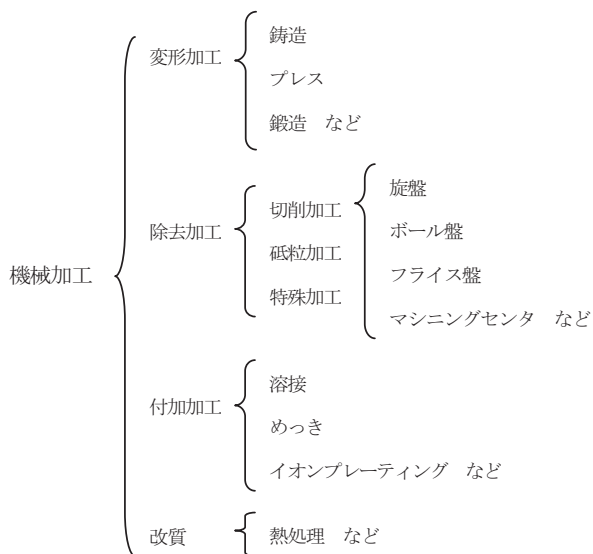 機械加工
変形加工
鋳造
プレス
鍛造　など
除去加工
切削加工
旋盤
ボール盤
フライス盤
マシニングセンタ　など
砥粒加工
特殊加工
付加加工
溶接
めっき
イオンプレーティング　など
改質
熱処理　など